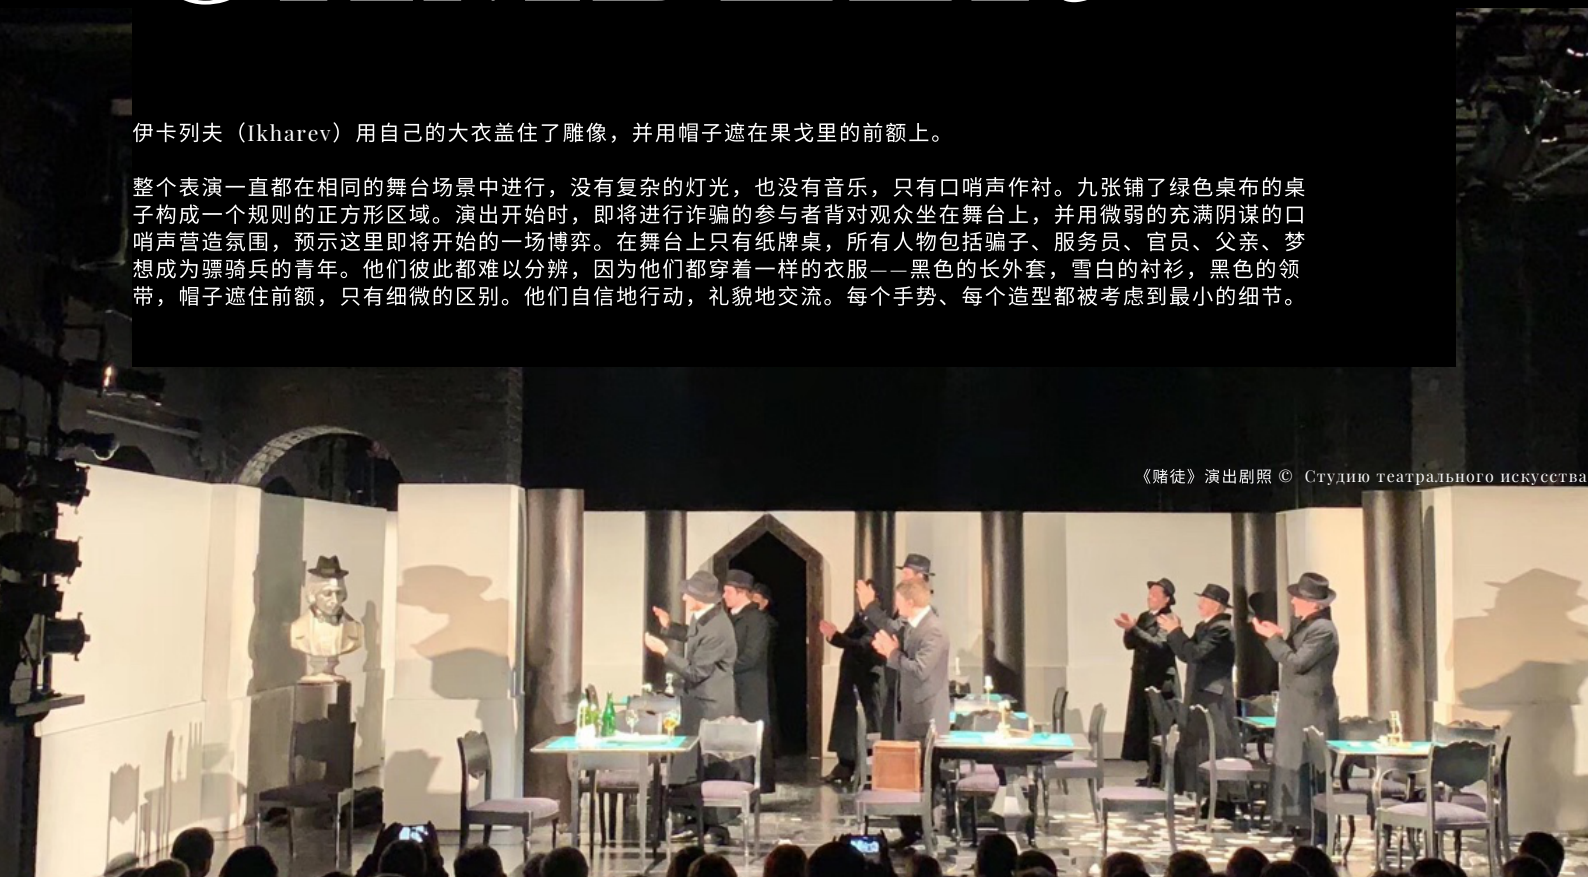 伊卡列夫（Ikharev）用自己的大衣盖住了雕像，并用帽子遮在果戈里的前额上。
整个表演一直都在相同的舞台场景中进行，没有复杂的灯光，也没有音乐，只有口哨声作衬。九张铺了绿色桌布的桌
子构成一个规则的正方形区域。演出开始时，即将进行诈骗的参与者背对观众坐在舞台上，并用微弱的充满阴谋的口
哨声营造氛围，预示这里即将开始的一场博弈。在舞台上只有纸牌桌，所有人物包括骗子、服务员、官员、父亲、梦
想成为骠骑兵的青年。他们彼此都难以分辨，因为他们都穿着一样的衣服——黑色的长外套，雪白的衬衫，黑色的领
带，帽子遮住前额，只有细微的区别。他们自信地行动，礼貌地交流。每个手势、每个造型都被考虑到最小的细节。
《赌徒》演出剧照 © Студию театрального искусства